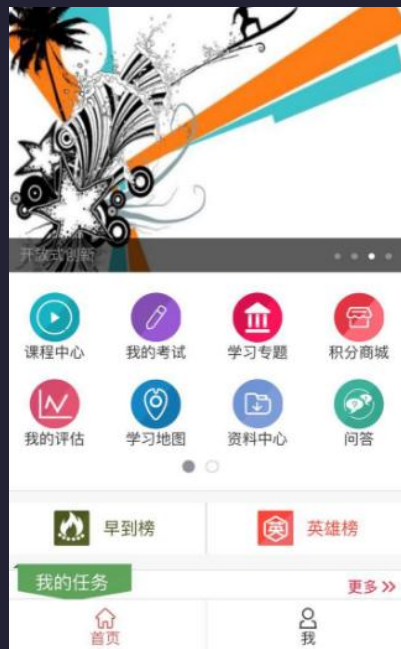 开放式创新
课程中心 我的考试 学习专题 积分商城
我的评估 学习地图 资料中心 问答
早到榜 英 英雄榜
我的任务 更多
首页 我